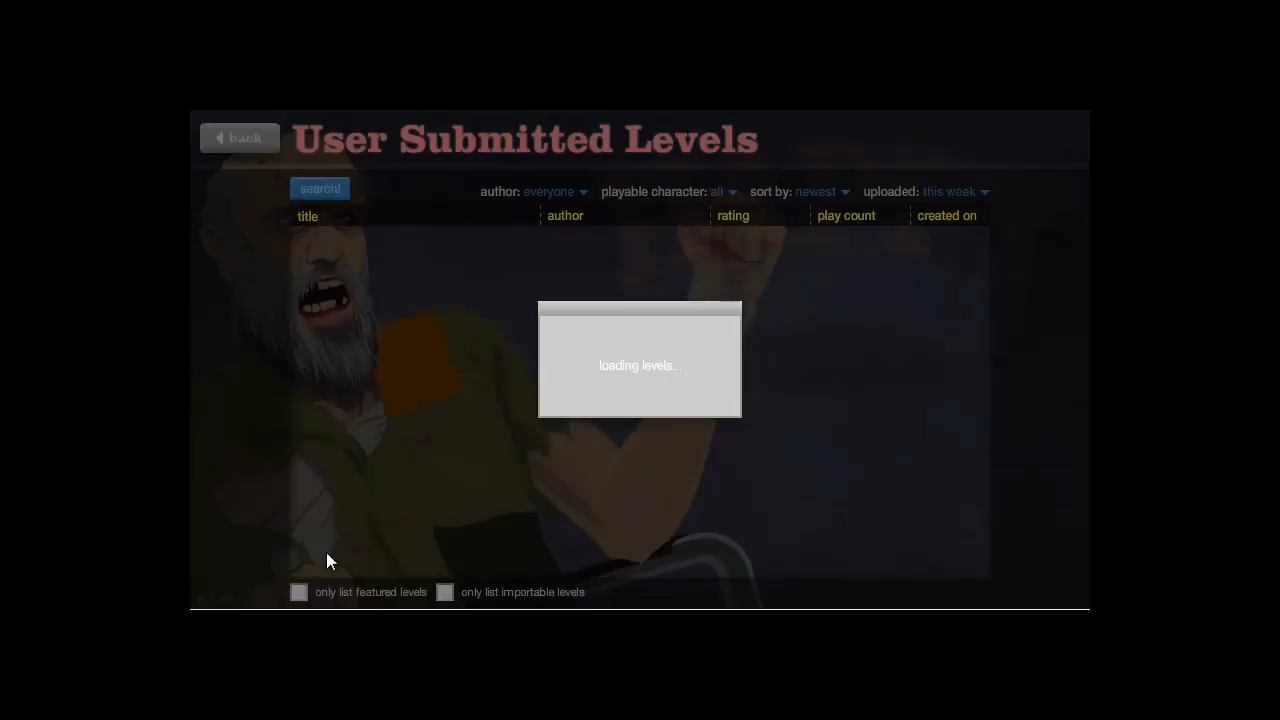 back
User Submitted Levels
search!
author: everyone playable character: all sort by: newest uploaded: this week
title author rating play count created on
loading levels...
only list featured levels only list importable levels